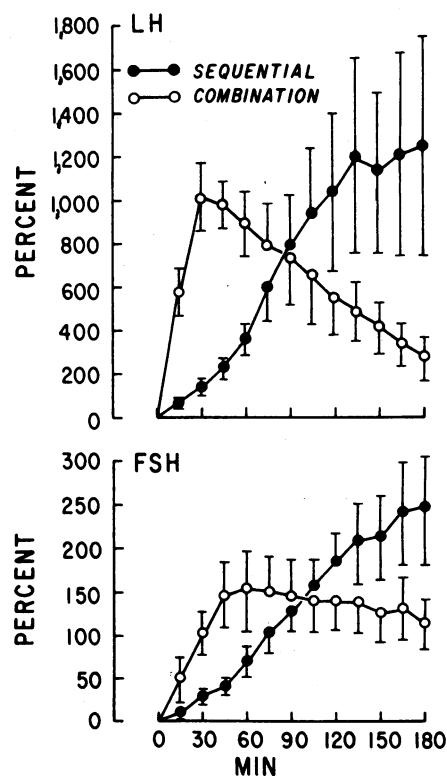 LH
1,800
1,600
1,400
1,200
1,000
800
600
400
200
0
PERCENT
SEQUENTIAL
COMBINATION
FSH
300
250
200
150
100
50
0
PERCENT
0 30 60 90 120 150 180
MIN